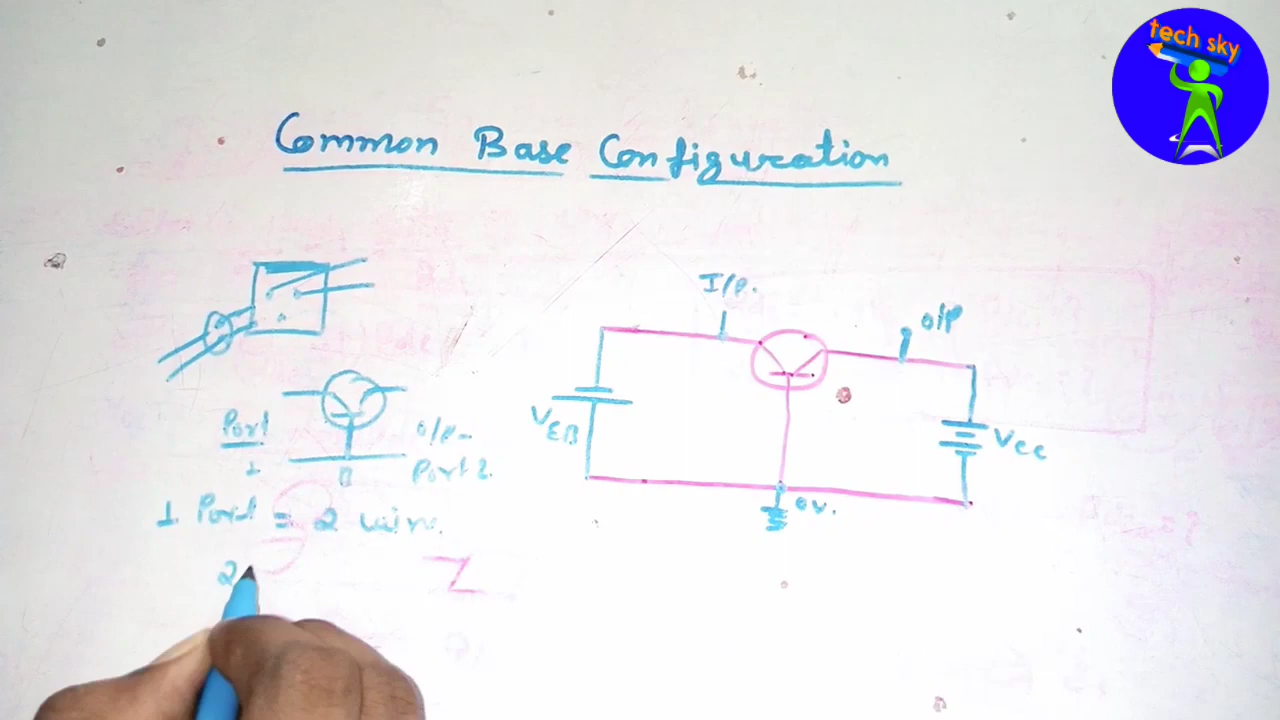 tech sky
Common Base Configuration
I/P.
O/P
Port
1
O/P-
Port 2.
VEB
VCC
0V.
1 Port = 2 wire.
2